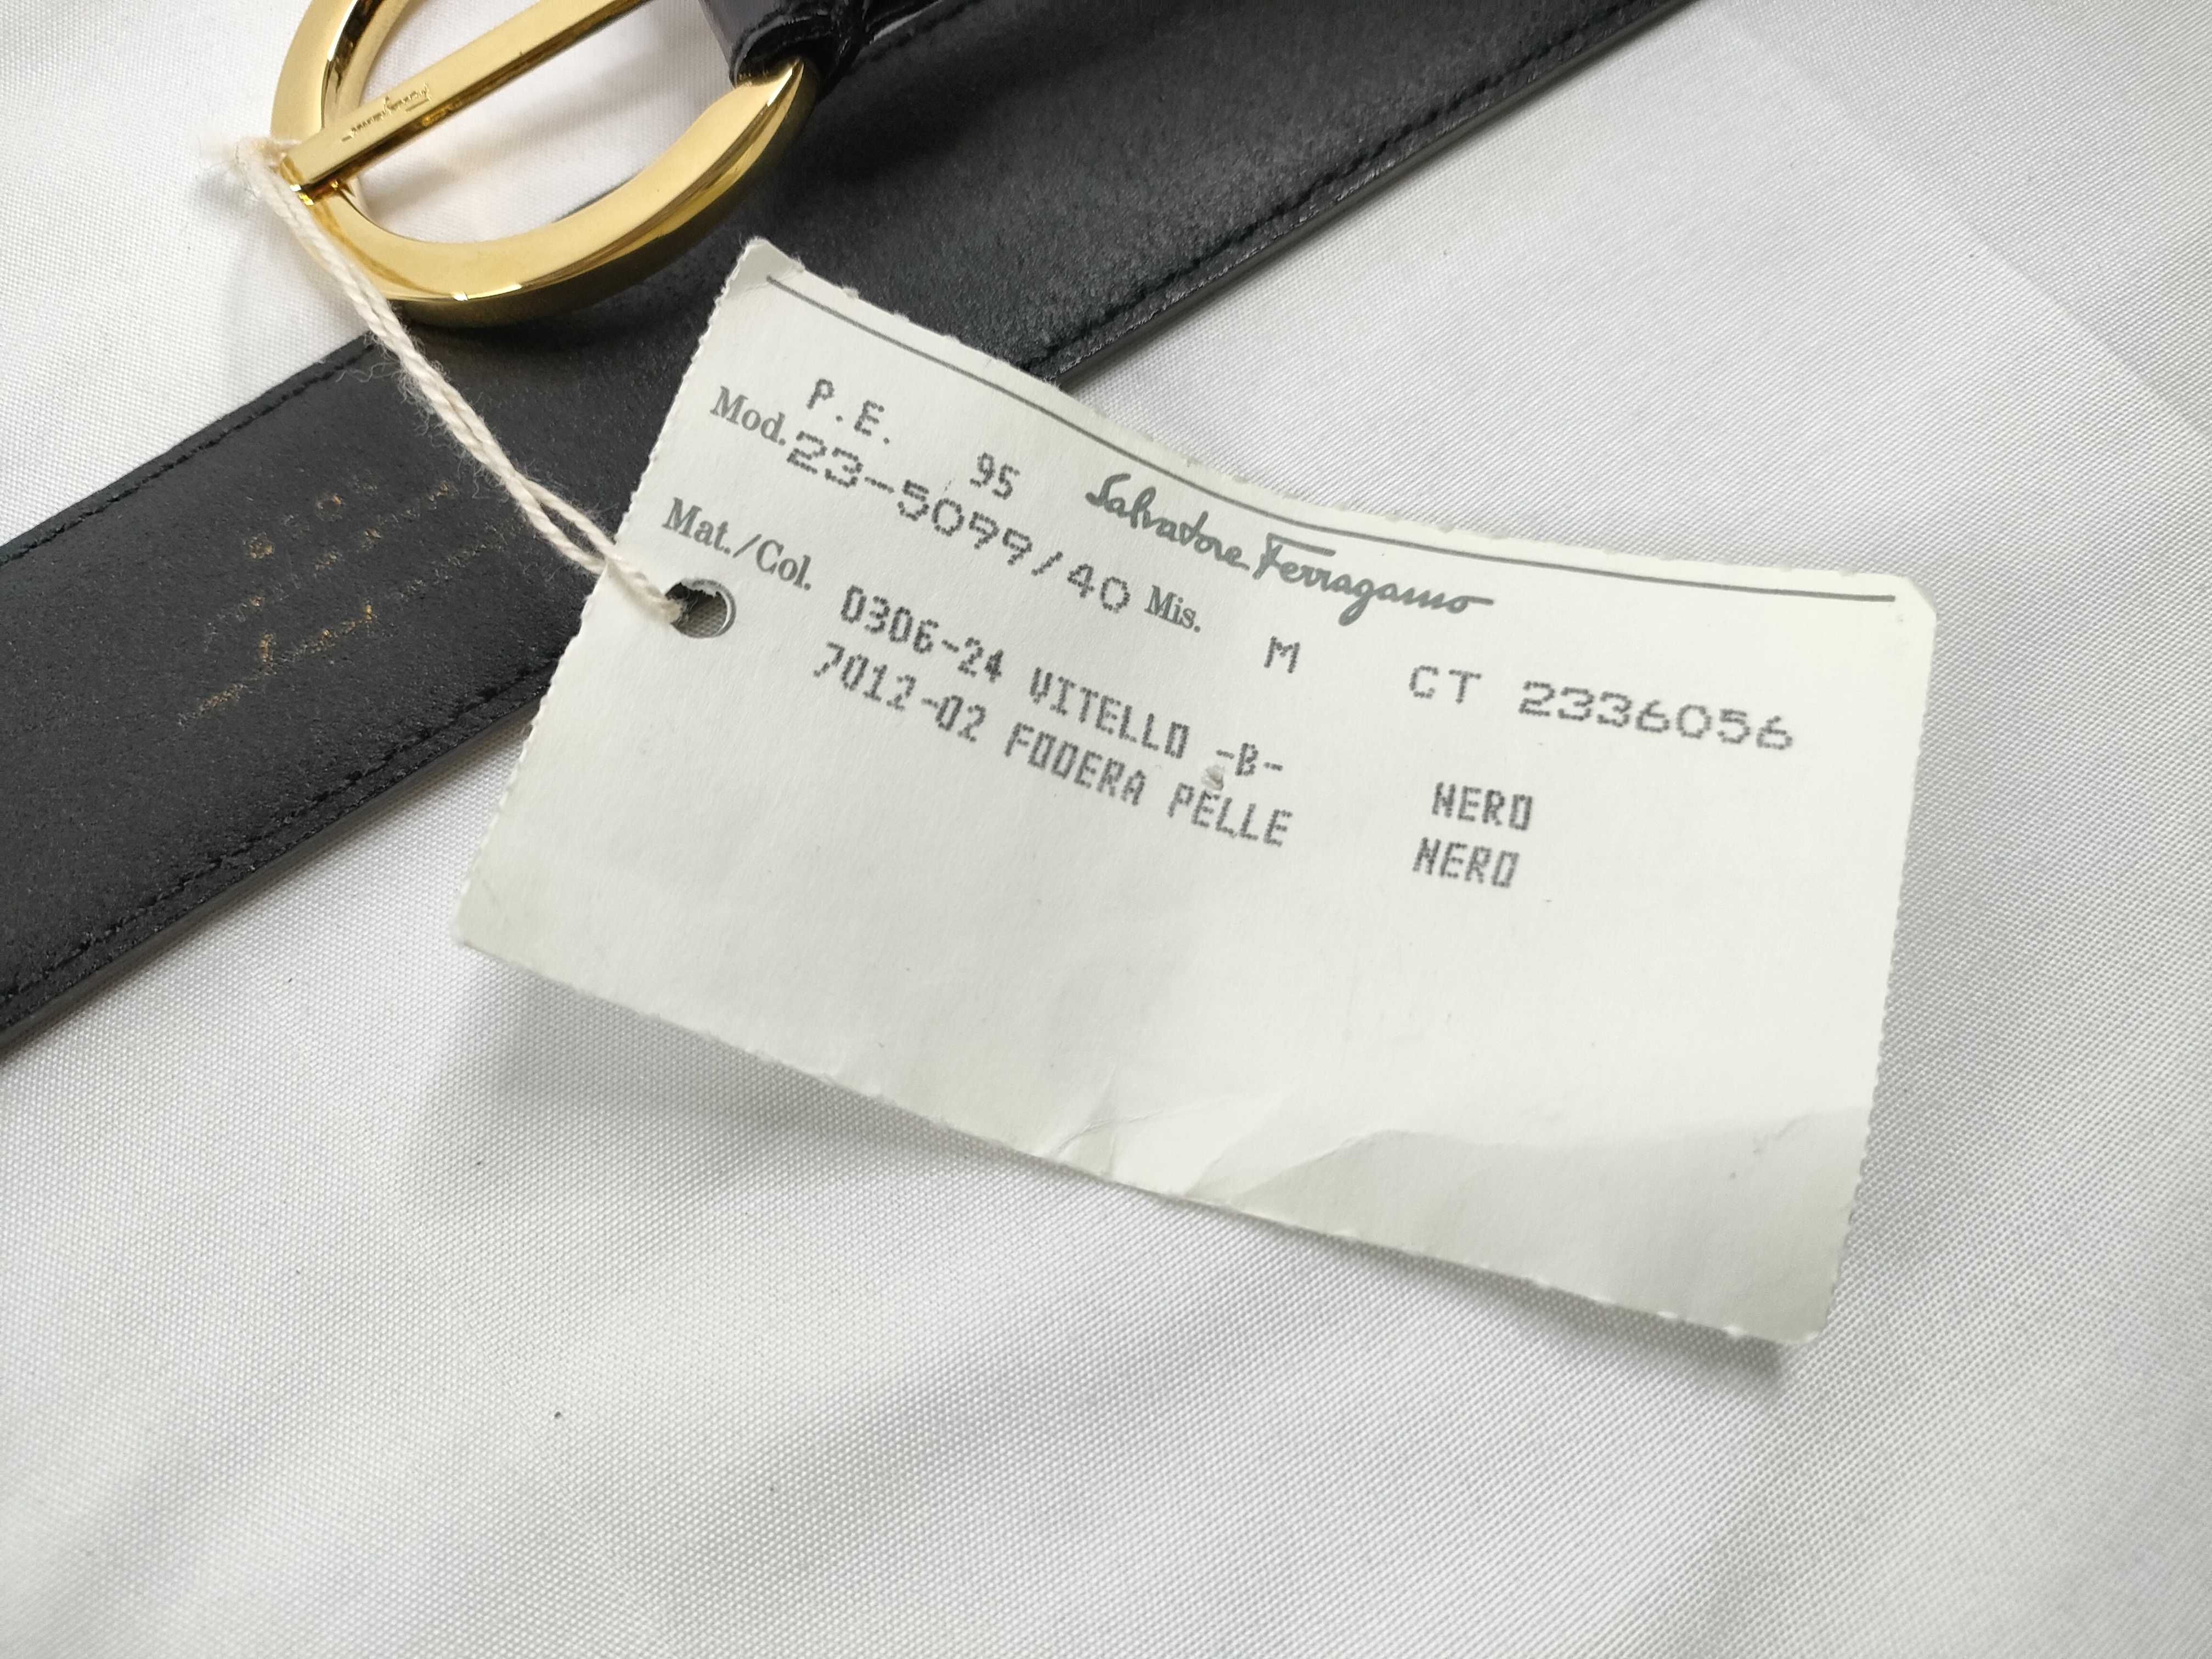 Salvatore Ferragamo
P.E. 95
Mod. 23-5099/40 Mis. M CT 2336056
Mat./Col. 0306-24 VITELLO -B- NERO
7012-02 FODERA PELLE NERO